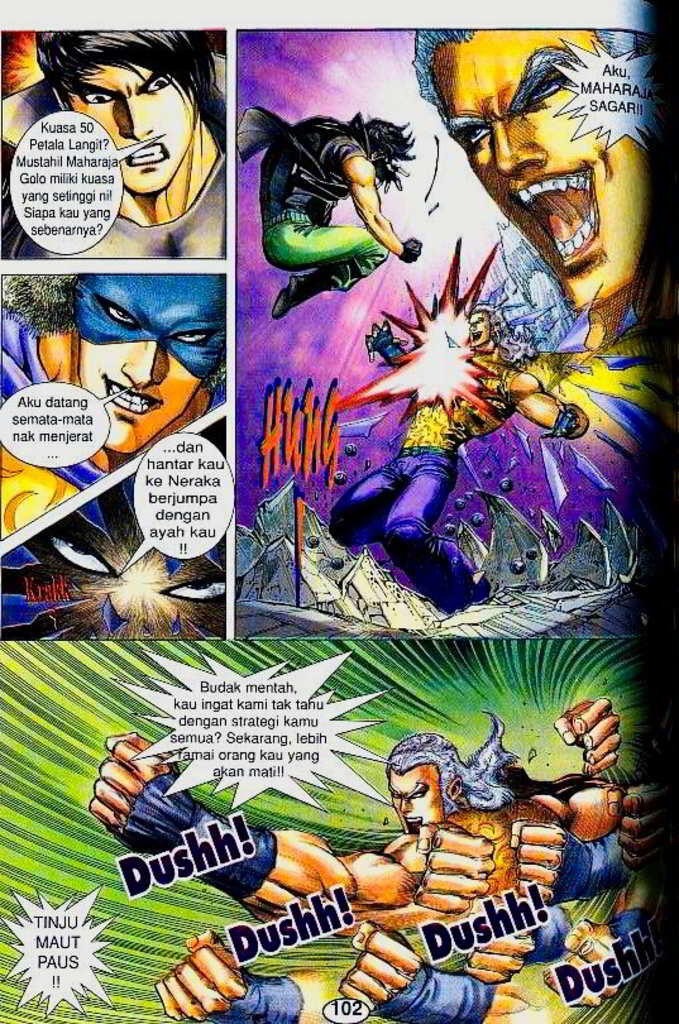 Kuasa 50
Petala Langit?
Mustahil Maharaja
Golo miliki kuasa
yang setinggi ni!
Siapa kau yang
sebenarnya?
Aku,
MAHARAJA
SAGAR!!
HUUU
Aku datang
semata-mata
nak menjerat
...
...dan
hantar kau
ke Neraka
berjumpa
dengan
ayah kau
!!
Krakk
Budak mentah,
kau ingat kami tak tahu
dengan strategi kamu
semua? Sekarang, lebih
ramai orang kau yang
akan mati!!
Dushh!
Dushh!
Dushh!
Dushh!
TINJU
MAUT
PAUS
!!
102